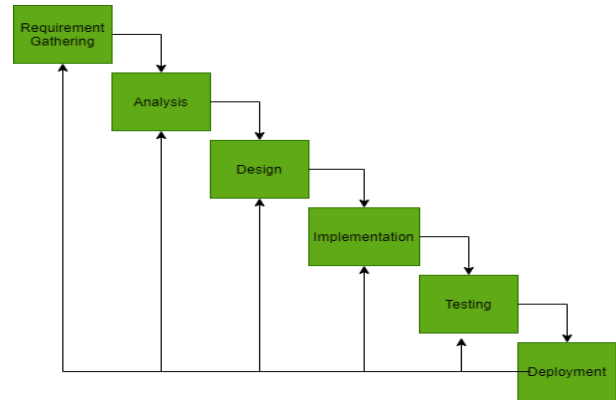 Requirement
Gathering
Analysis
Design
Implementation
Testing
Deployment